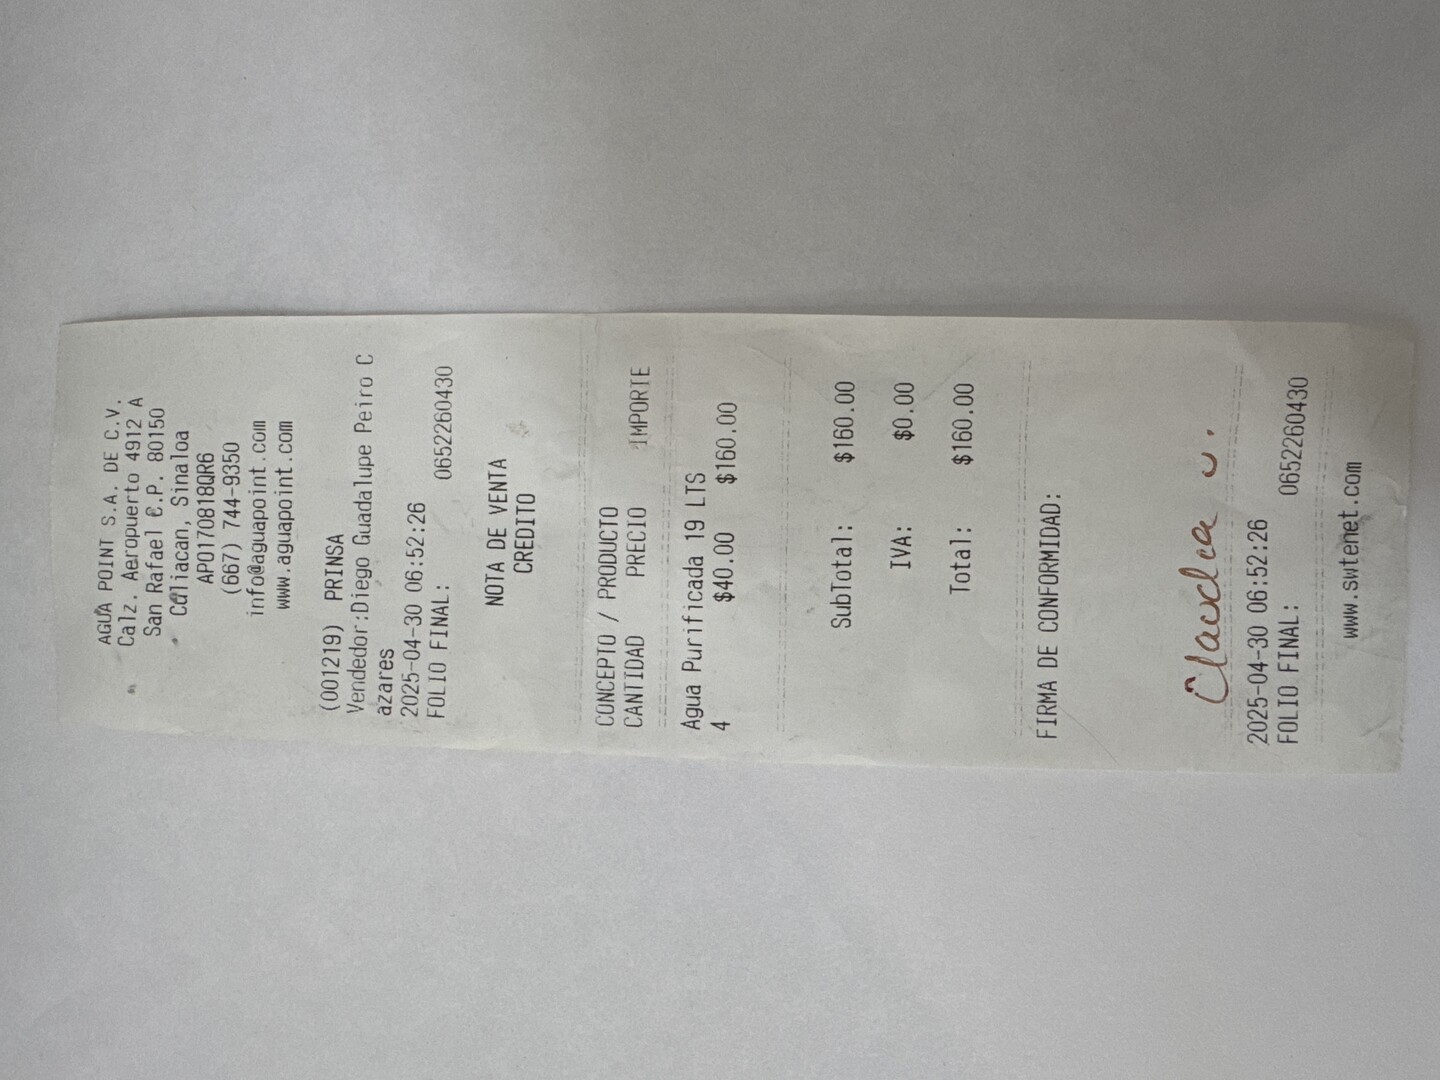 AGUA POINT S.A. DE C.V.
Calz. Aeropuerto 4912 A
San Rafael C.P. 80150
Culiacan, Sinaloa
APO170818QR6
(667) 744-9350
info@aguapoint.com
www.aguapoint.com
(001219) PRINSA
Vendedor:Diego Guadalupe Peiro C
azares
2025-04-30 06:52:26
FOLIO FINAL: 0652260430
NOTA DE VENTA
CREDITO
CONCEPTO / PRODUCTO
CANTIDAD PRECIO IMPORTE
Agua Purificada 19 LTS
4 $40.00 $160.00
SubTotal: $160.00
IVA: $0.00
Total: $160.00
FIRMA DE CONFORMIDAD:
Claudia v.
2025-04-30 06:52:26
FOLIO FINAL: 0652260430
www.swtenet.com